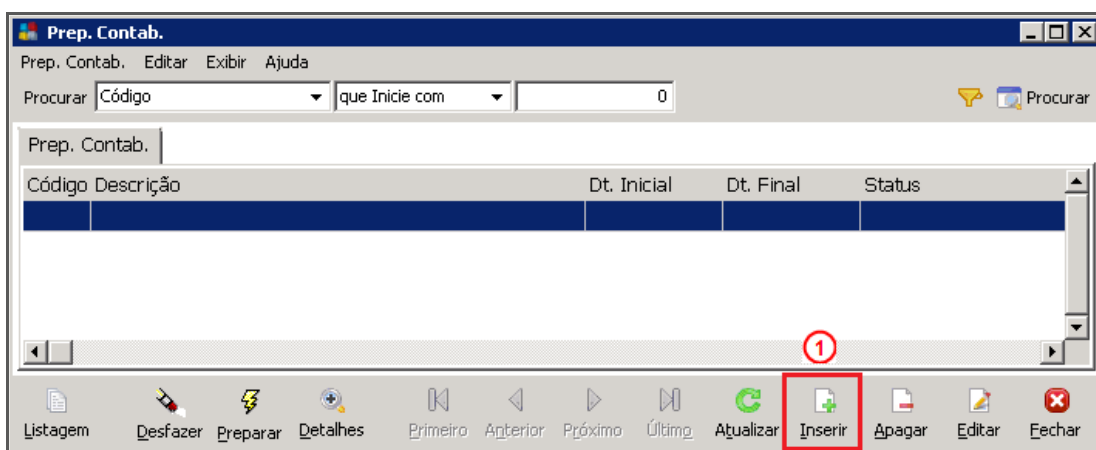 Prep. Contab.
Prep. Contab. Editar Exibir Ajuda
Procurar Código que Inicie com 0 Procurar
Prep. Contab.
Código Descrição Dt. Inicial Dt. Final Status
1
Listagem Desfazer Preparar Detalhes Primeiro Anterior Próximo Último Atualizar Inserir Apagar Editar Fechar